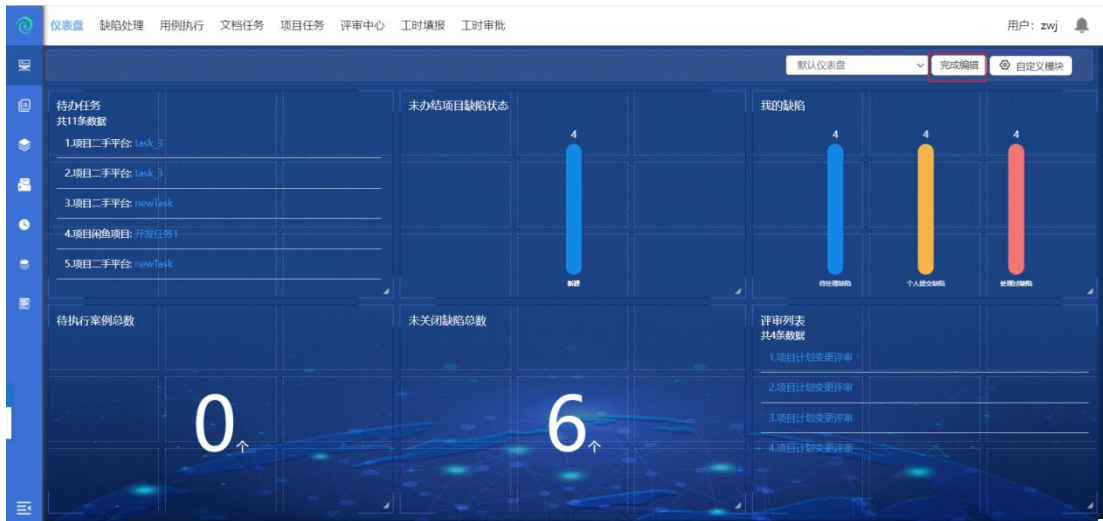 仪表盘 缺陷处理 用例执行 文档任务 项目任务 评审中心 工时填报 工时审批 用户: zwj
默认仪表盘 完成编辑 自定义模块
待办任务
共11条数据
1.项目二手平台: task_3
2.项目二手平台: task_3
3.项目二手平台: newTask
4.项目闲鱼项目: 开发任务1
5.项目二手平台: newTask
未办结项目缺陷状态
4
新建
我的缺陷
4 4 4
待处理缺陷 个人提交缺陷 处理过缺陷
待执行案例总数
0个
未关闭缺陷总数
6个
评审列表
共4条数据
1.项目计划变更评审
2.项目计划变更评审
3.项目计划变更评审
4.项目计划变更评审